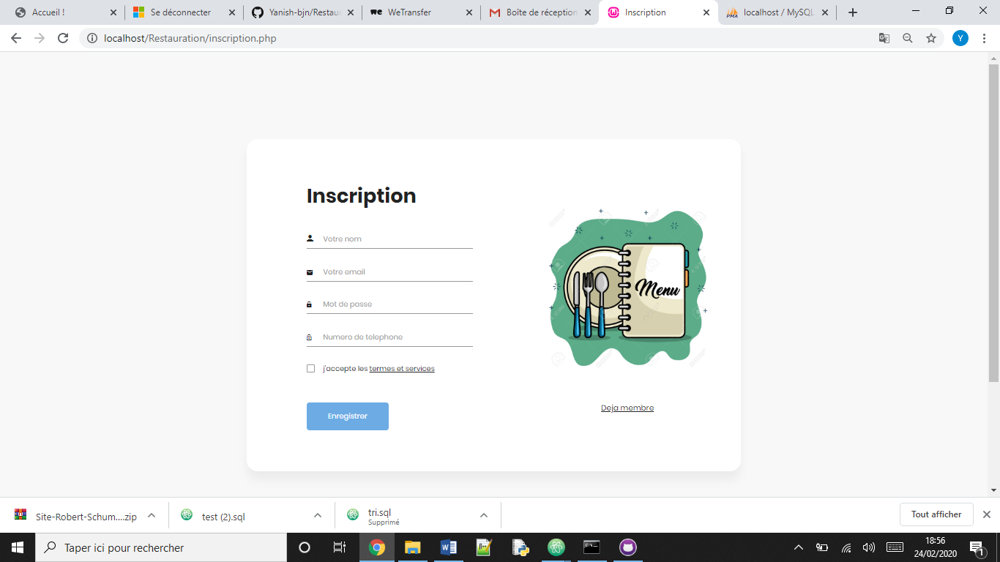 Accueil !
Se déconnecter
Yanish-bjn/Restau
WeTransfer
Boîte de réception
Inscription
localhost / MySQL
localhost/Restauration/inscription.php
Y
Inscription
Votre nom
Votre email
Mot de passe
Numero de telephone
j'accepte les termes et services
Enregistrer
Menu
Deja membre
Site-Robert-Schum....zip
test (2).sql
tri.sql
Supprimé
Tout afficher
Taper ici pour rechercher
18:56
24/02/2020
1